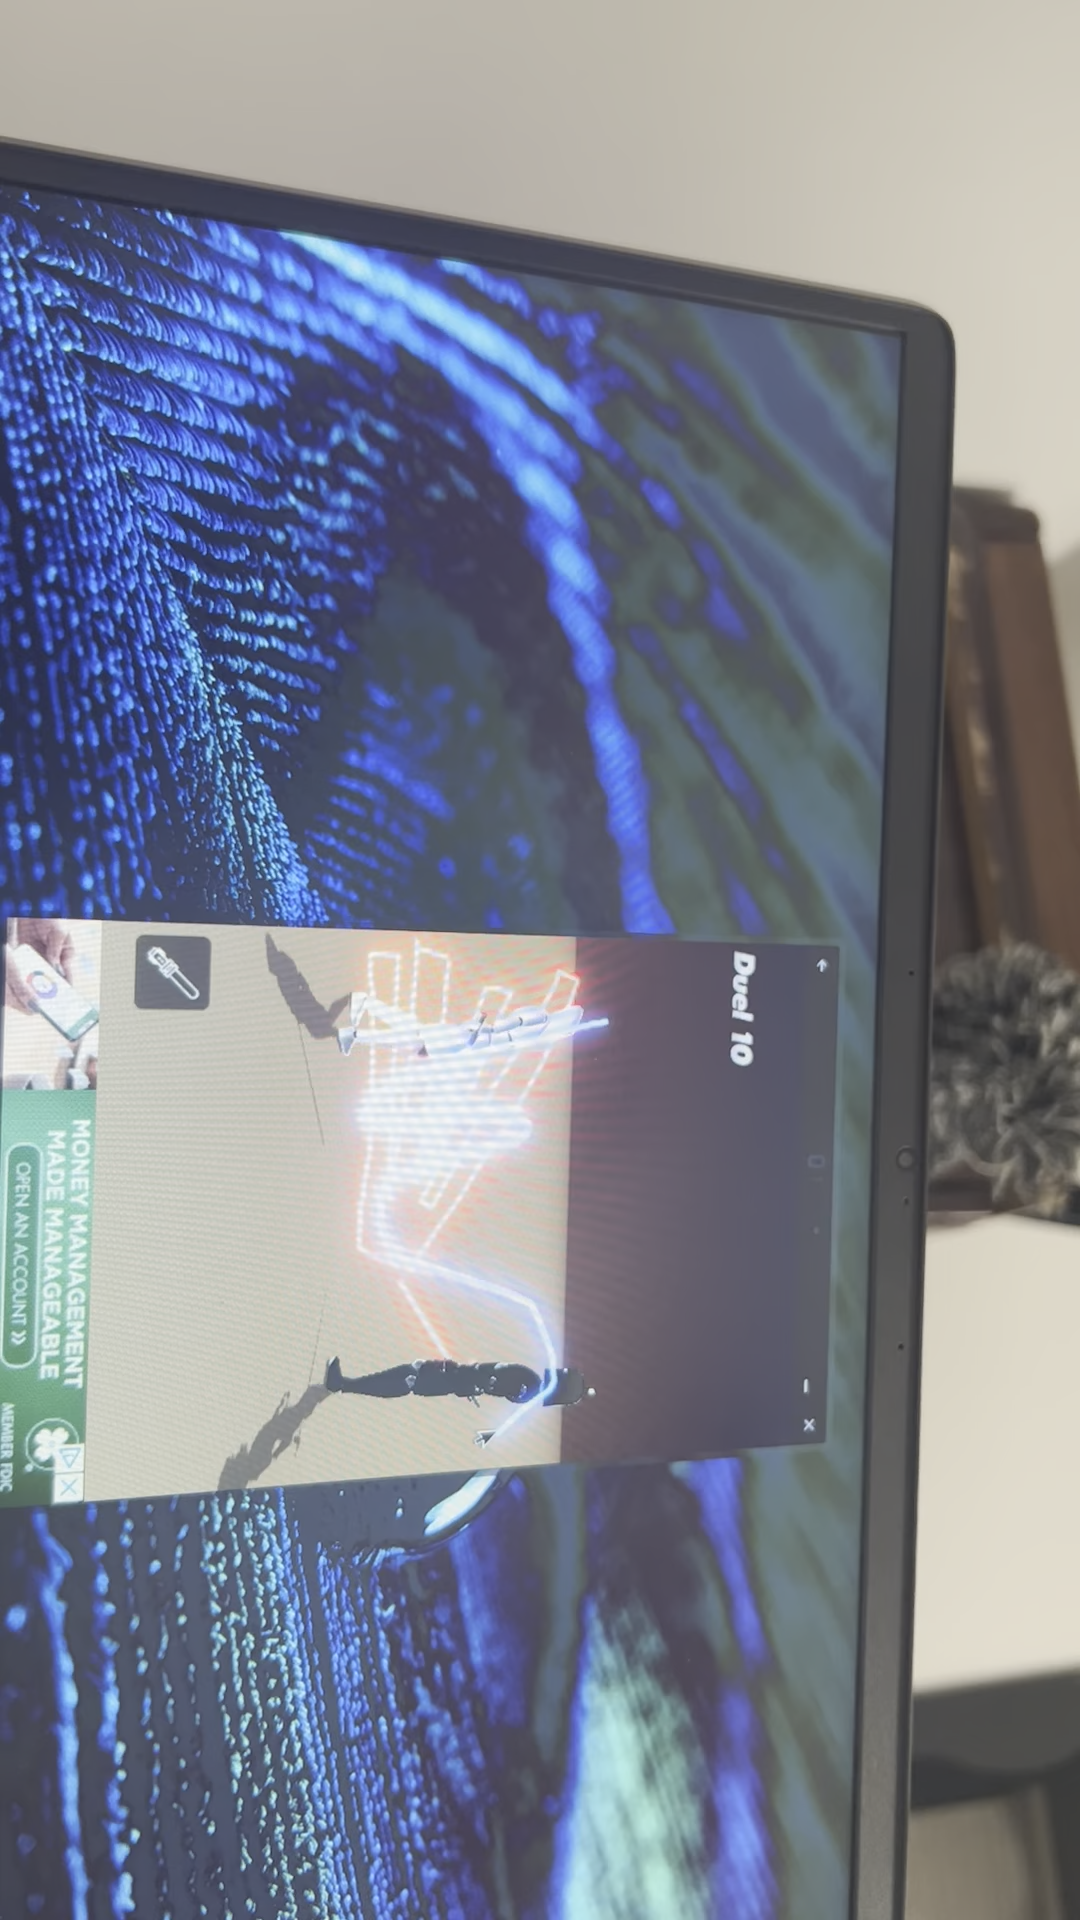 Duel 10
MONEY MANAGEMENT
MADE MANAGEABLE
OPEN AN ACCOUNT »
MEMBER FDIC